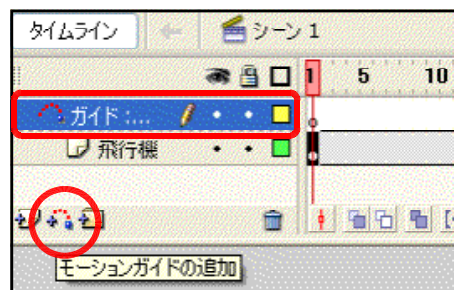 タイムライン シーン 1
1 5 10
ガイド :...
飛行機
モーションガイドの追加